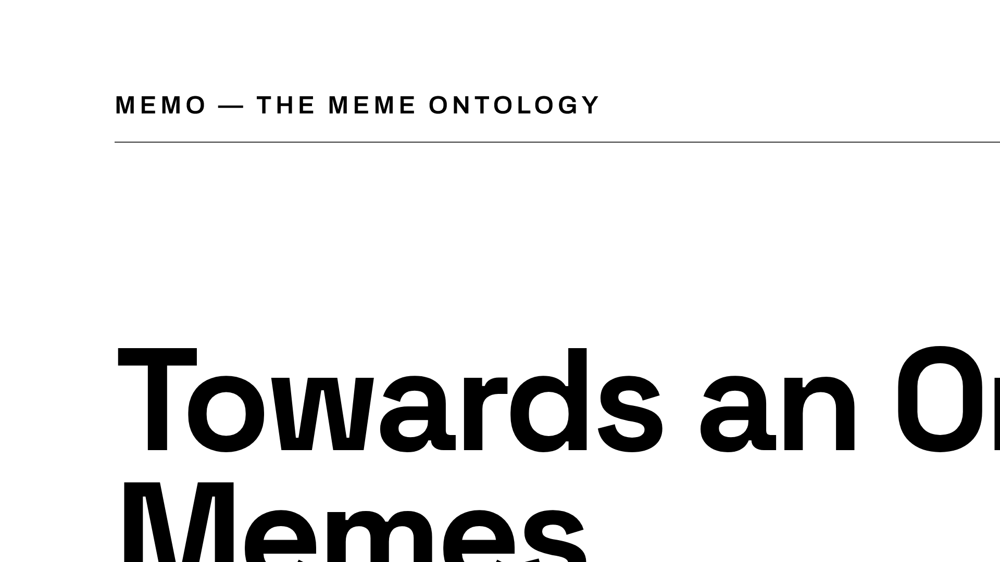 MEMO — THE MEME ONTOLOGY
Towards an
Memes